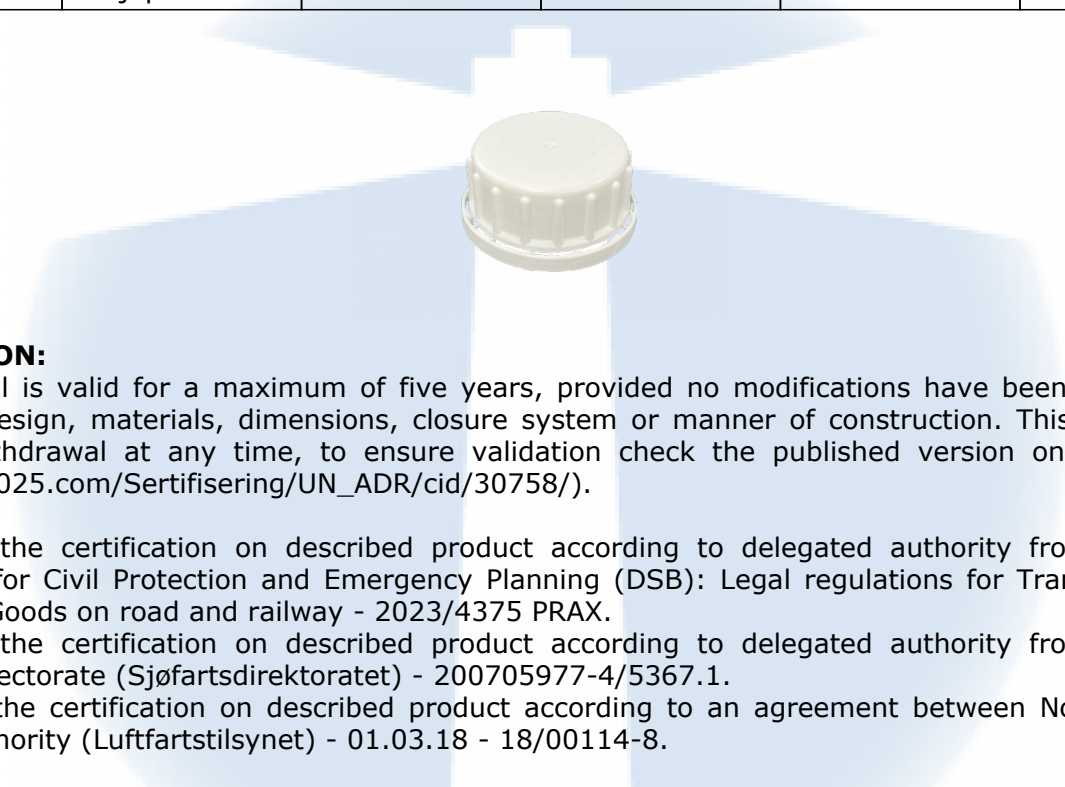 ON:
l is valid for a maximum of five years, provided no modifications have been
esign, materials, dimensions, closure system or manner of construction. This
hdrawal at any time, to ensure validation check the published version on
025.com/Sertifisering/UN_ADR/cid/30758/).
the certification on described product according to delegated authority fro
for Civil Protection and Emergency Planning (DSB): Legal regulations for Tran
Goods on road and railway - 2023/4375 PRAX.
the certification on described product according to delegated authority fro
ectorate (Sjøfartsdirektoratet) - 200705977-4/5367.1.
the certification on described product according to an agreement between No
hority (Luftfartstilsynet) - 01.03.18 - 18/00114-8.